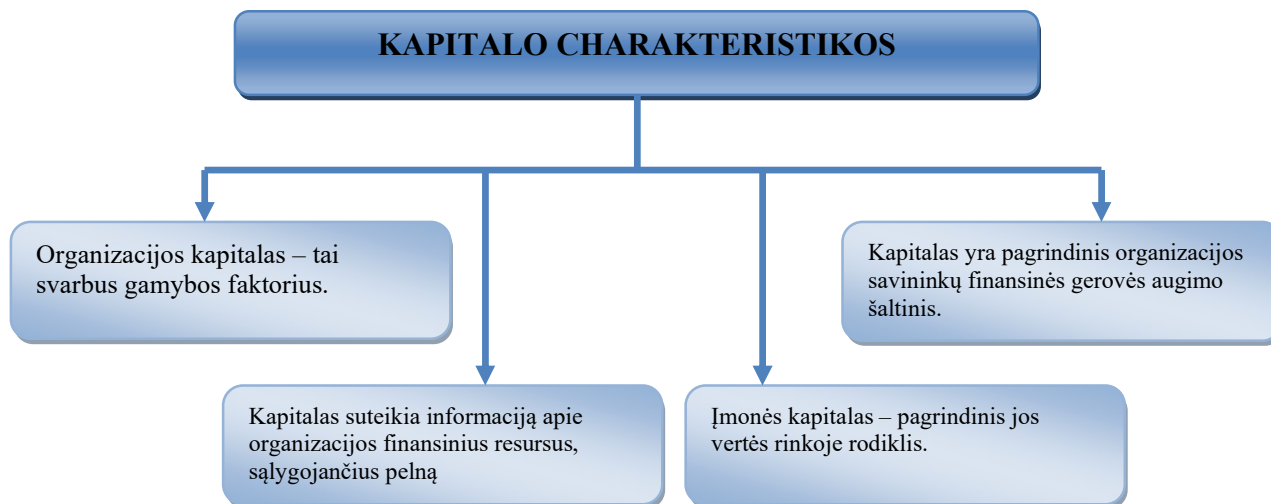 KAPITALO CHARAKTERISTIKOS
Organizacijos kapitalas – tai
svarbus gamybos faktorius.
Kapitalas suteikia informaciją apie
organizacijos finansinius resursus,
sąlygojančius pelną
Įmonės kapitalas – pagrindinis jos
vertės rinkoje rodiklis.
Kapitalas yra pagrindinis organizacijos
savininkų finansinės gerovės augimo
šaltinis.